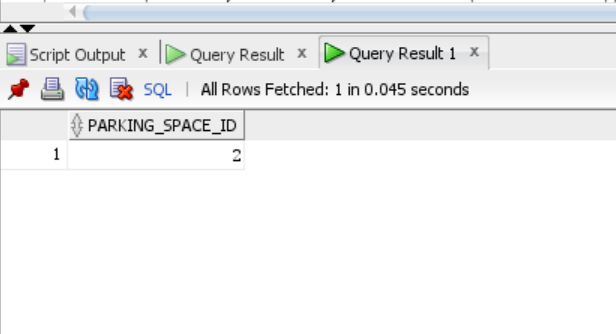 Script Output x Query Result x Query Result 1 x
SQL | All Rows Fetched: 1 in 0.045 seconds
PARKING_SPACE_ID
1 2